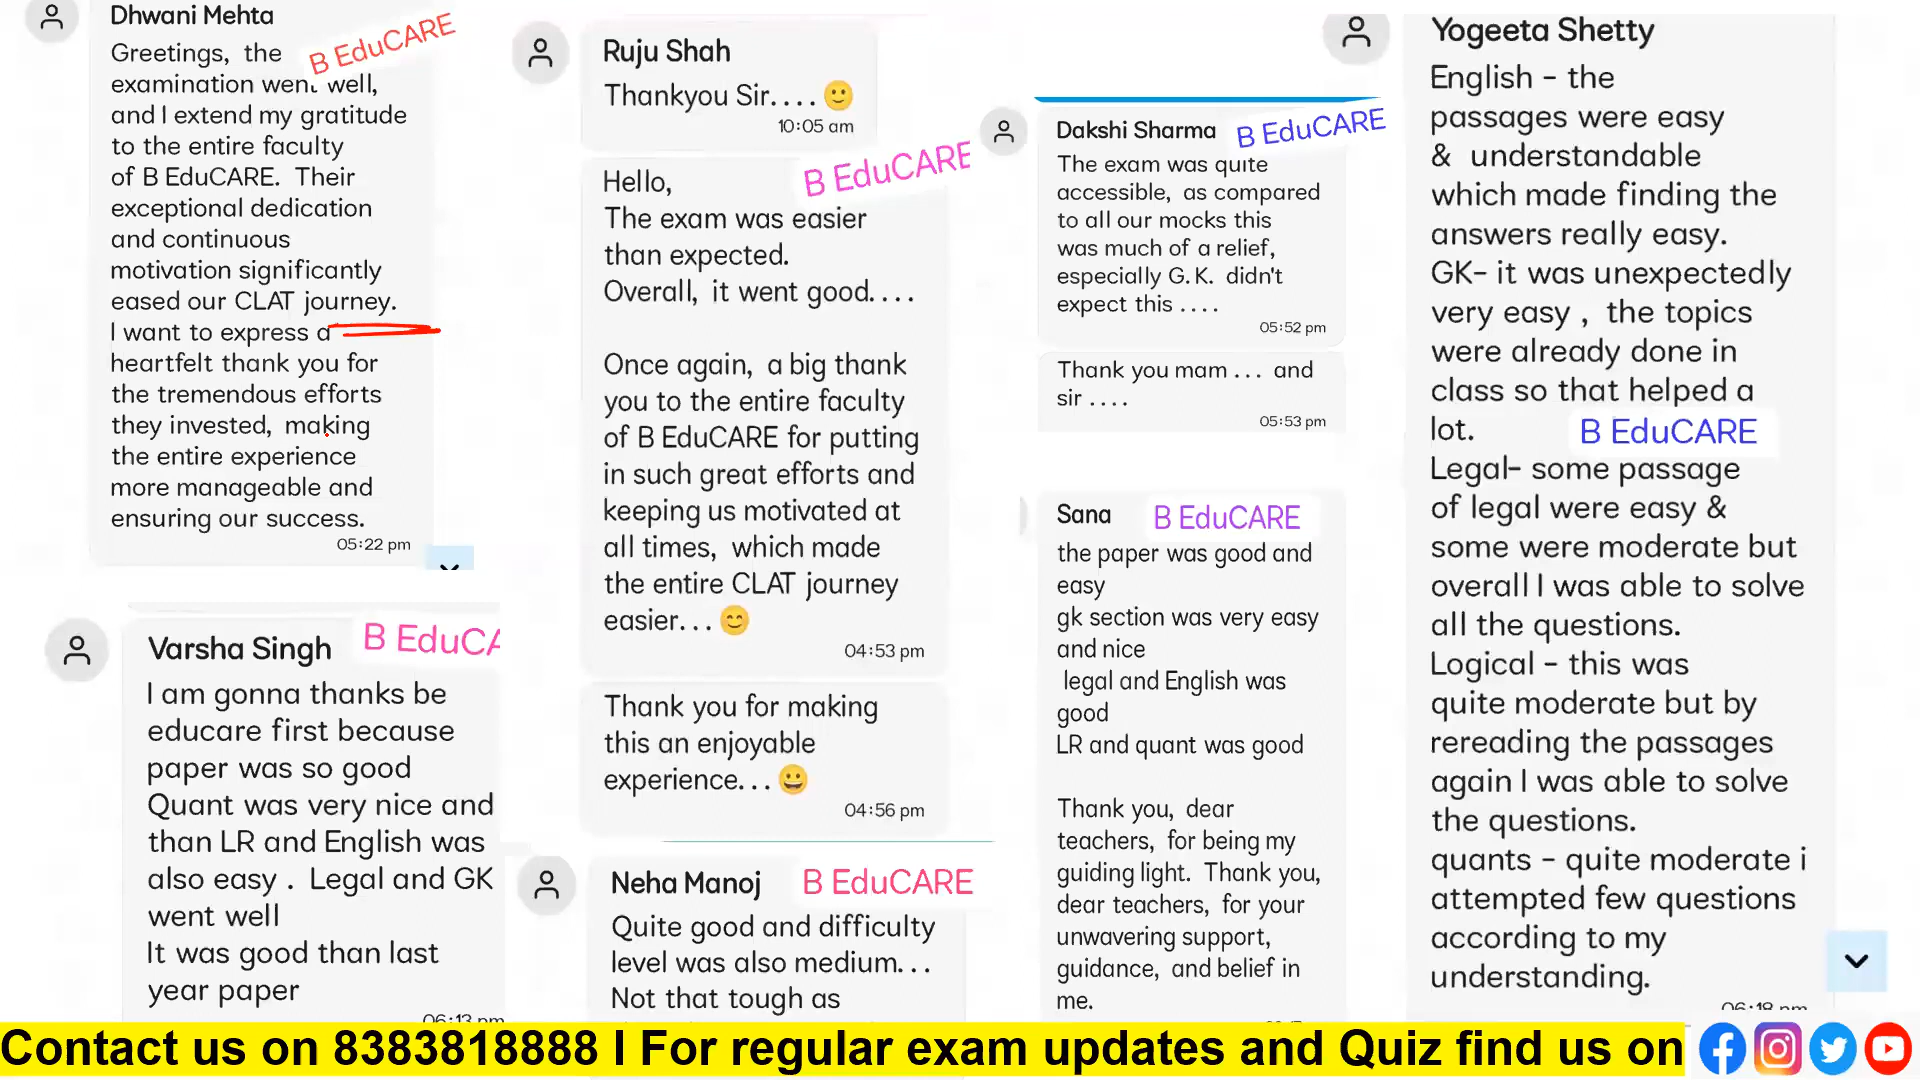 Dhwani Mehta
B EduCARE
Greetings, the
examination went well,
and I extend my gratitude
to the entire faculty
of B EduCARE. Their
exceptional dedication
and continuous
motivation significantly
eased our CLAT journey.
I want to express a
heartfelt thank you for
the tremendous efforts
they invested, making
the entire experience
more manageable and
ensuring our success.
05:22 pm
Varsha Singh
B EduCA
I am gonna thanks be
educare first because
paper was so good
Quant was very nice and
than LR and English was
also easy . Legal and GK
went well
It was good than last
year paper
06:13 pm
Ruju Shah
Thankyou Sir.... 🙂
10:05 am
B EduCARE
Hello,
The exam was easier
than expected.
Overall, it went good....
Once again, a big thank
you to the entire faculty
of B EduCARE for putting
in such great efforts and
keeping us motivated at
all times, which made
the entire CLAT journey
easier... 😊
04:53 pm
Thank you for making
this an enjoyable
experience... 😀
04:56 pm
Neha Manoj
B EduCARE
Quite good and difficulty
level was also medium...
Not that tough as
Dakshi Sharma
B EduCARE
The exam was quite
accessible, as compared
to all our mocks this
was much of a relief,
especially G.K. didn't
expect this ....
05:52 pm
Thank you mam ... and
sir ....
05:53 pm
Sana
B EduCARE
the paper was good and
easy
gk section was very easy
and nice
legal and English was
good
LR and quant was good
Thank you, dear
teachers, for being my
guiding light. Thank you,
dear teachers, for your
unwavering support,
guidance, and belief in
me.
Yogeeta Shetty
English - the
passages were easy
& understandable
which made finding the
answers really easy.
GK- it was unexpectedly
very easy , the topics
were already done in
class so that helped a
lot.
B EduCARE
Legal- some passage
of legal were easy &
some were moderate but
overall I was able to solve
all the questions.
Logical - this was
quite moderate but by
rereading the passages
again I was able to solve
the questions.
quants - quite moderate i
attempted few questions
according to my
understanding.
06:18 pm
Contact us on 8383818888 I For regular exam updates and Quiz find us on